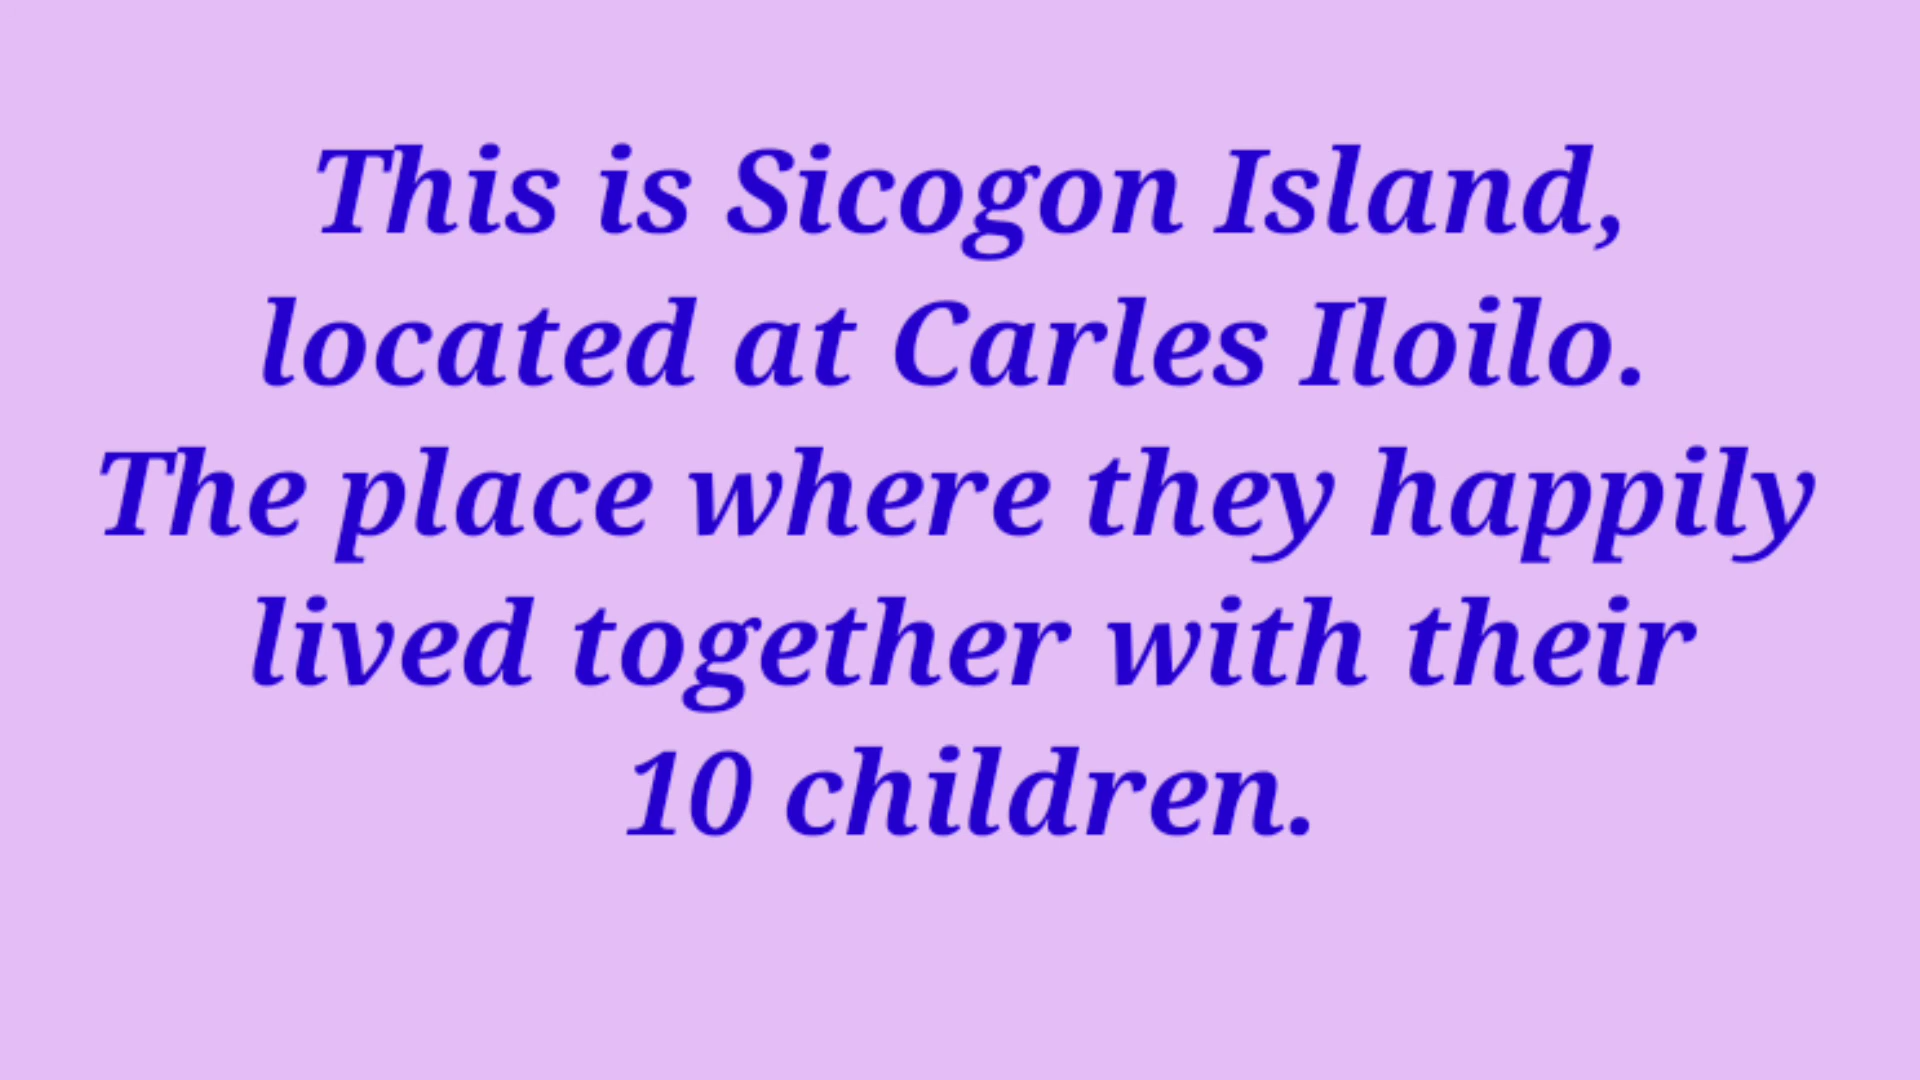 This is Sicogon Island,
located at Carles Iloilo.
The place where they happily
lived together with their
10 children.